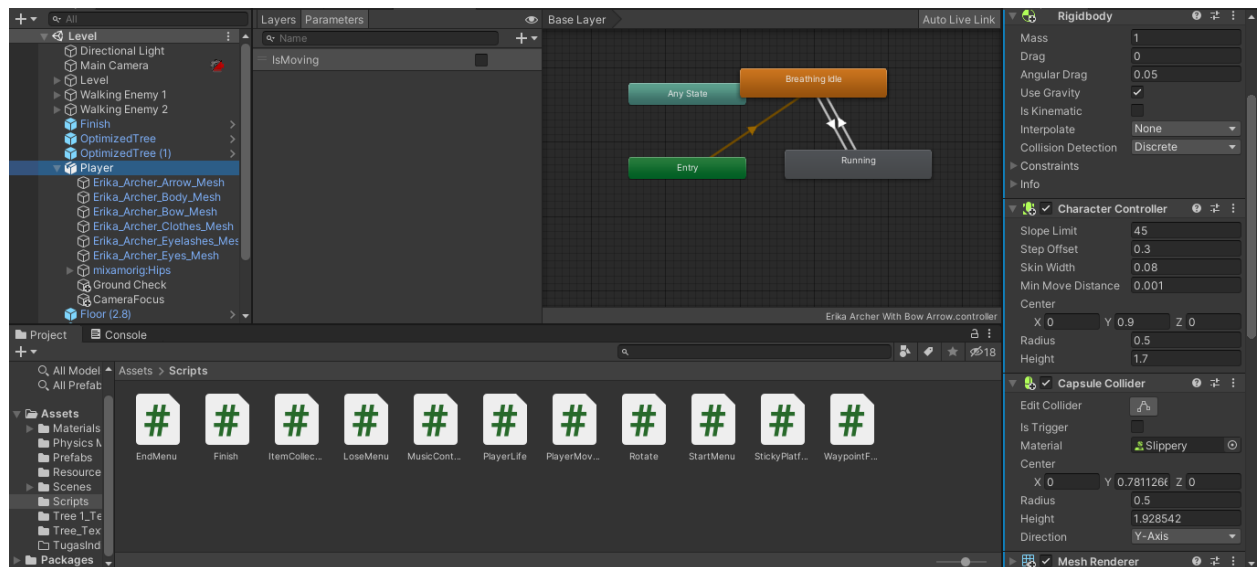 All
Level
Directional Light
Main Camera
Level
Walking Enemy 1
Walking Enemy 2
Finish
OptimizedTree
OptimizedTree (1)
Player
Erika_Archer_Arrow_Mesh
Erika_Archer_Body_Mesh
Erika_Archer_Bow_Mesh
Erika_Archer_Clothes_Mesh
Erika_Archer_Eyelashes_Mes
Erika_Archer_Eyes_Mesh
mixamorig:Hips
Ground Check
CameraFocus
Floor (2.8)
Layers Parameters
Name
IsMoving
Base Layer Auto Live Link
Breathing Idle
Any State
Running
Entry
Erika Archer With Bow Arrow.controller
Rigidbody
Mass 1
Drag 0
Angular Drag 0.05
Use Gravity
Is Kinematic
Interpolate None
Collision Detection Discrete
Constraints
Info
Character Controller
Slope Limit 45
Step Offset 0.3
Skin Width 0.08
Min Move Distance 0.001
Center
X 0 Y 0.9 Z 0
Radius 0.5
Height 1.7
Capsule Collider
Edit Collider
Is Trigger
Material Slippery
Center
X 0 Y 0.7811266 Z 0
Radius 0.5
Height 1.928542
Direction Y-Axis
Mesh Renderer
Project Console
18
All Model
All Prefab
Assets
Materials
Physics M
Prefabs
Resource
Scenes
Scripts
Tree 1_Te
Tree_Tex
TugasInd
Packages
Assets > Scripts
# # # # # # # # # # #
EndMenu Finish ItemCollec... LoseMenu MusicCont... PlayerLife PlayerMov... Rotate StartMenu StickyPlatf... WaypointF...